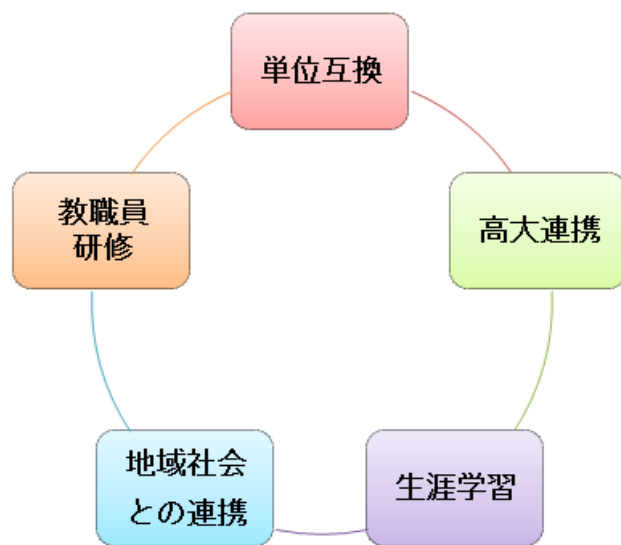 単位互換
高大連携
生涯学習
地域社会
との連携
教職員
研修